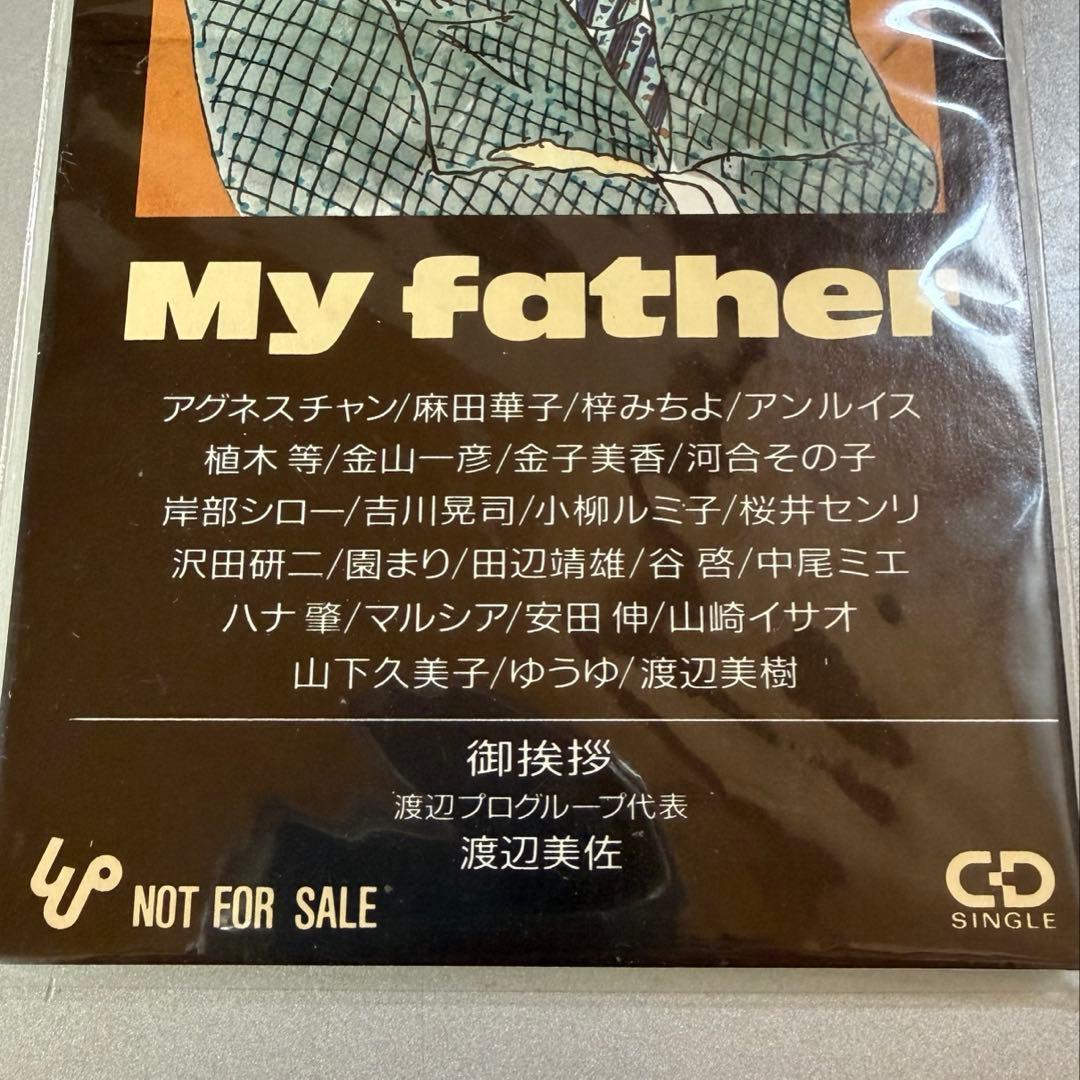 My father
アグネスチャン/麻田華子/梓みちよ/アンルイス
植木 等/金山一彦/金子美香/河合その子
岸部シロー/吉川晃司/小柳ルミ子/桜井センリ
沢田研二/園まり/田辺靖雄/谷 啓/中尾ミエ
ハナ 肇/マルシア/安田 伸/山崎イサオ
山下久美子/ゆうゆ/渡辺美樹
御挨拶
渡辺プログループ代表
渡辺美佐
NOT FOR SALE
CD
SINGLE